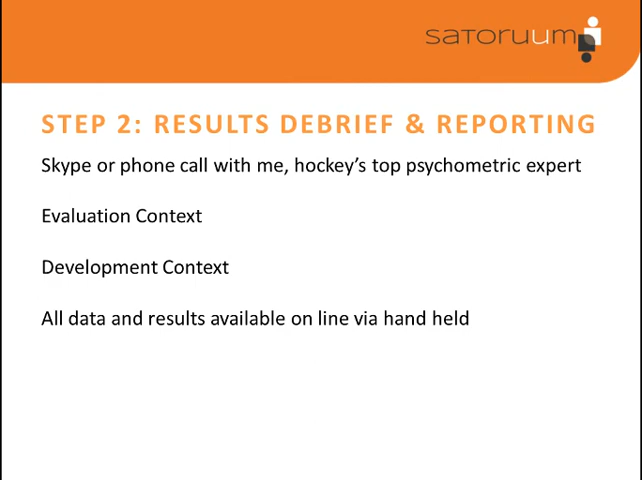 satoruum
STEP 2: RESULTS DEBRIEF & REPORTING
Skype or phone call with me, hockey's top psychometric expert
Evaluation Context
Development Context
All data and results available on line via hand held